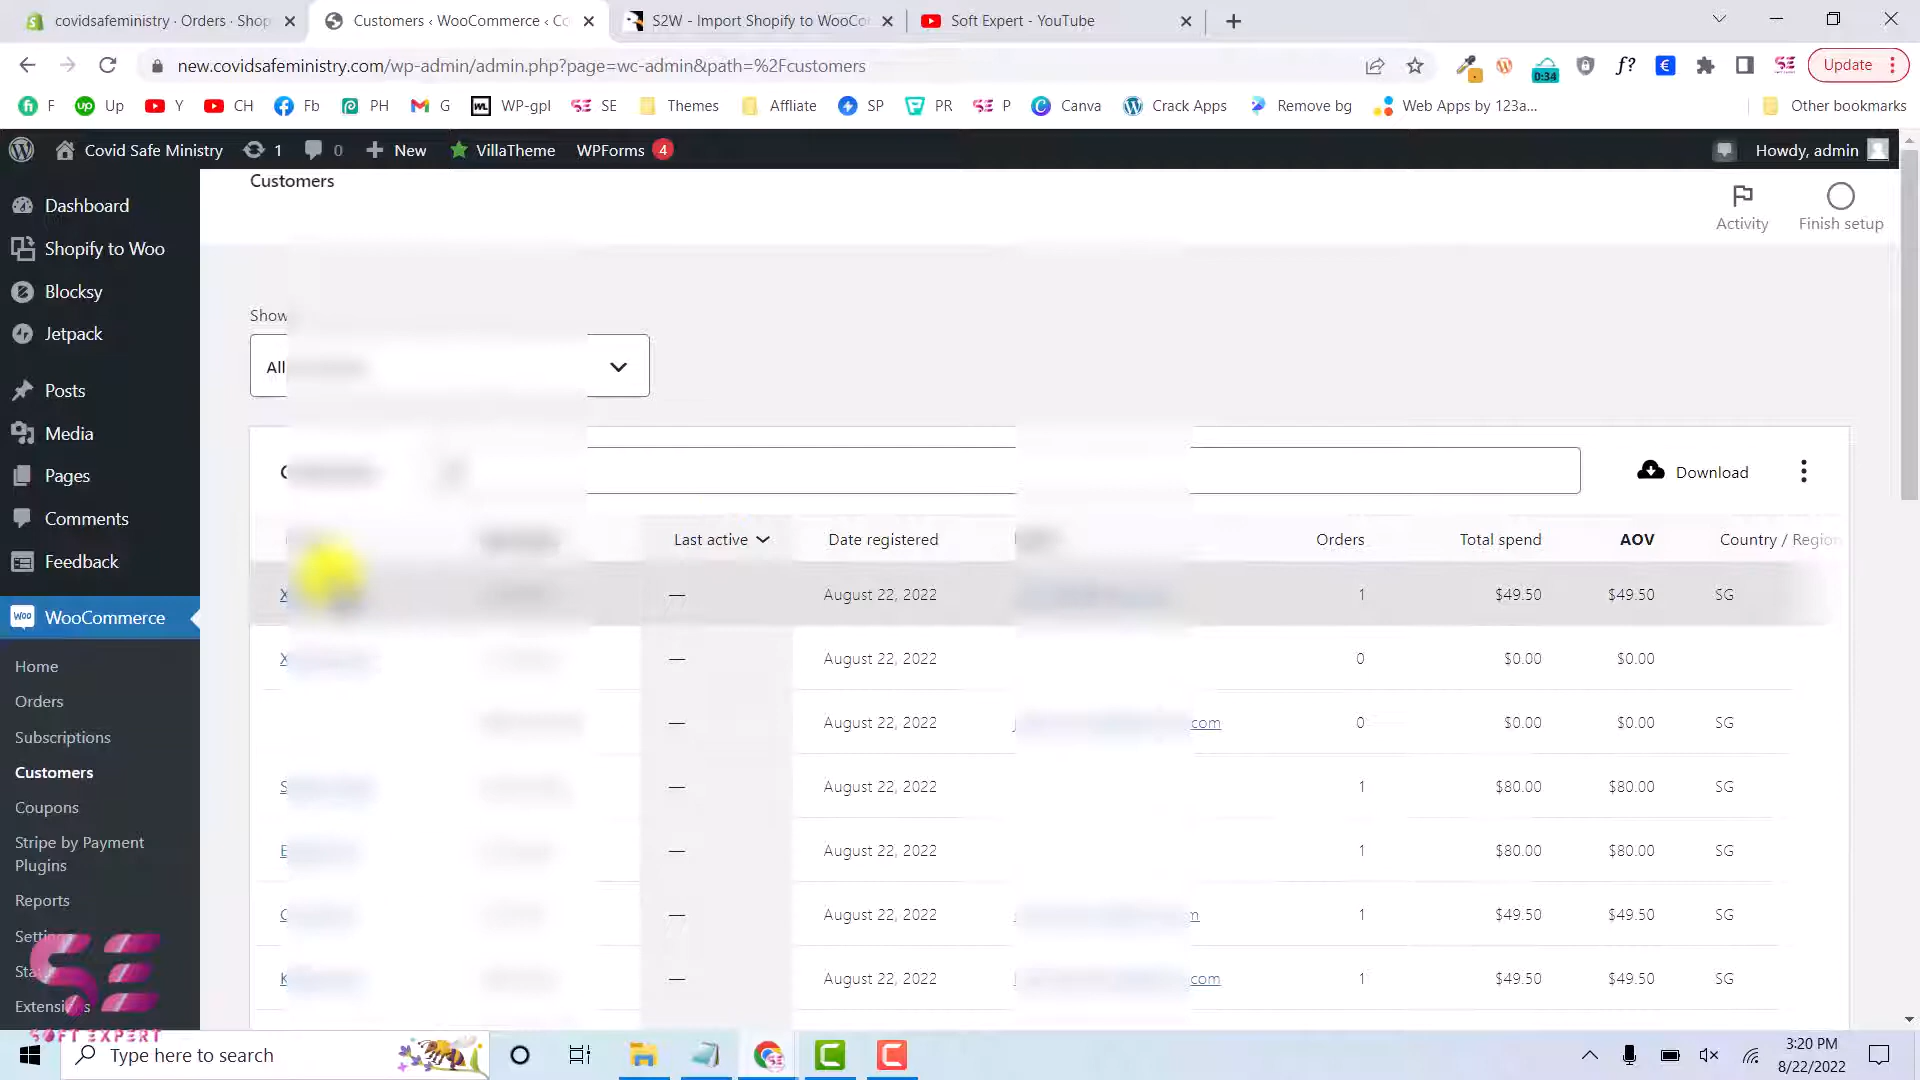 covidsafeministry · Orders · Shop
Customers ‹ WooCommerce ‹ Co
S2W - Import Shopify to WooCom
Soft Expert - YouTube
new.covidsafeministry.com/wp-admin/admin.php?page=wc-admin&path=%2Fcustomers
0:34
f?
Update
F
Up
Y
CH
Fb
PH
G
WP-gpl
SE
Themes
Affliate
SP
PR
P
Canva
Crack Apps
Remove bg
Web Apps by 123a...
Other bookmarks
Covid Safe Ministry
1
0
New
VillaTheme
WPForms 4
Howdy, admin
Dashboard
Shopify to Woo
Blocksy
Jetpack
Posts
Media
Pages
Comments
Feedback
WooCommerce
Home
Orders
Subscriptions
Customers
Coupons
Stripe by Payment
Plugins
Reports
Extensions
SOFT EXPERT
Customers
Activity
Finish setup
Show
All
Download
Last active Date registered Orders Total spend AOV Country / Region
X — August 22, 2022 1 $49.50 $49.50 SG
X — August 22, 2022 0 $0.00 $0.00
— August 22, 2022 com 0 $0.00 $0.00 SG
S — August 22, 2022 1 $80.00 $80.00 SG
E — August 22, 2022 1 $80.00 $80.00 SG
C — August 22, 2022 m 1 $49.50 $49.50 SG
K — August 22, 2022 com 1 $49.50 $49.50 SG
Type here to search
3:20 PM
8/22/2022